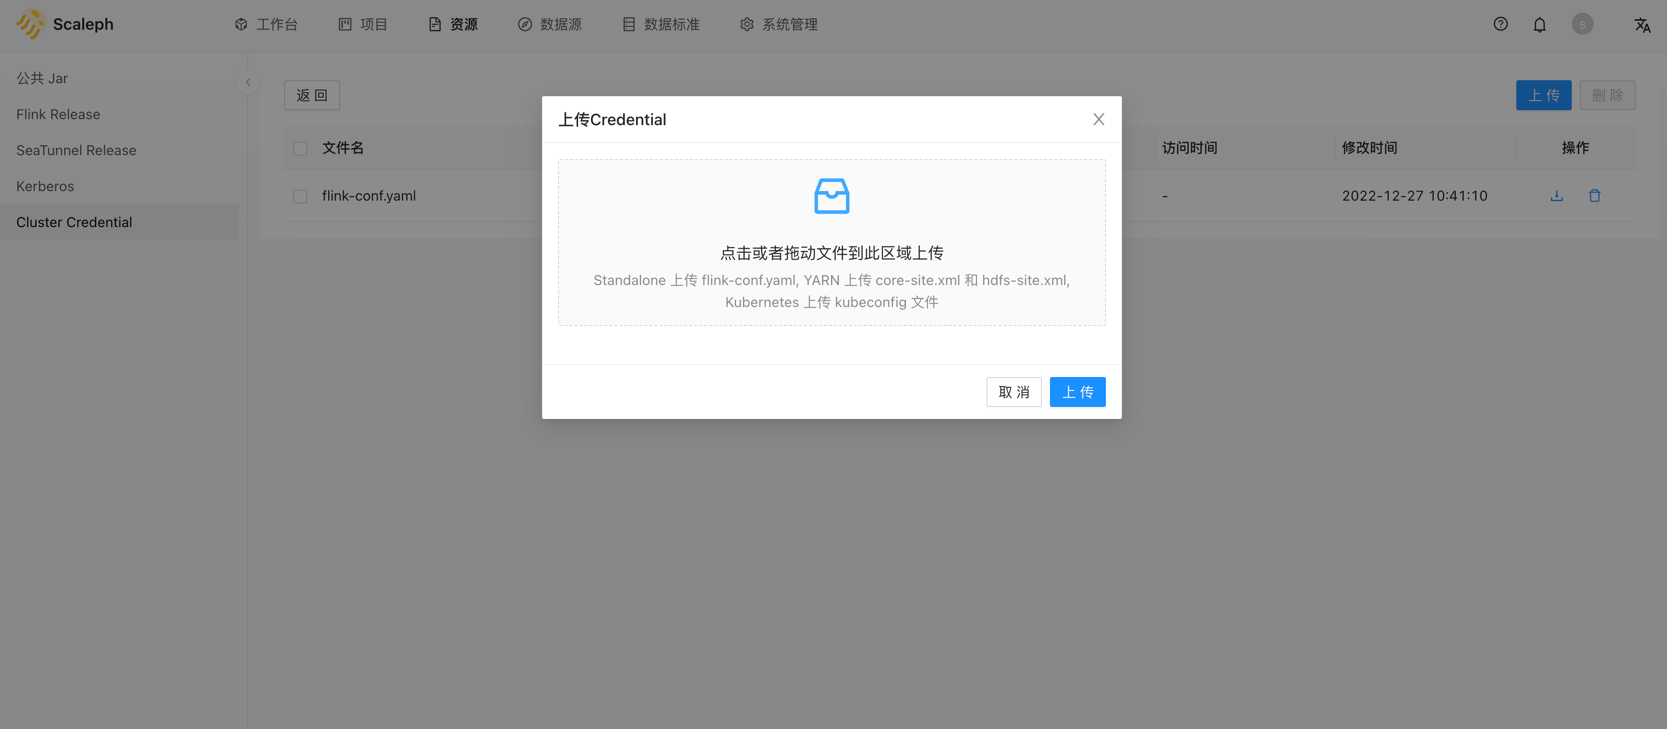 Scaleph
工作台
项目
资源
数据源
数据标准
系统管理
S
公共 Jar
Flink Release
SeaTunnel Release
Kerberos
Cluster Credential
返 回
上 传
删 除
文件名
访问时间
修改时间
操作
flink-conf.yaml
-
2022-12-27 10:41:10
上传Credential
点击或者拖动文件到此区域上传
Standalone 上传 flink-conf.yaml, YARN 上传 core-site.xml 和 hdfs-site.xml,
Kubernetes 上传 kubeconfig 文件
取 消
上 传